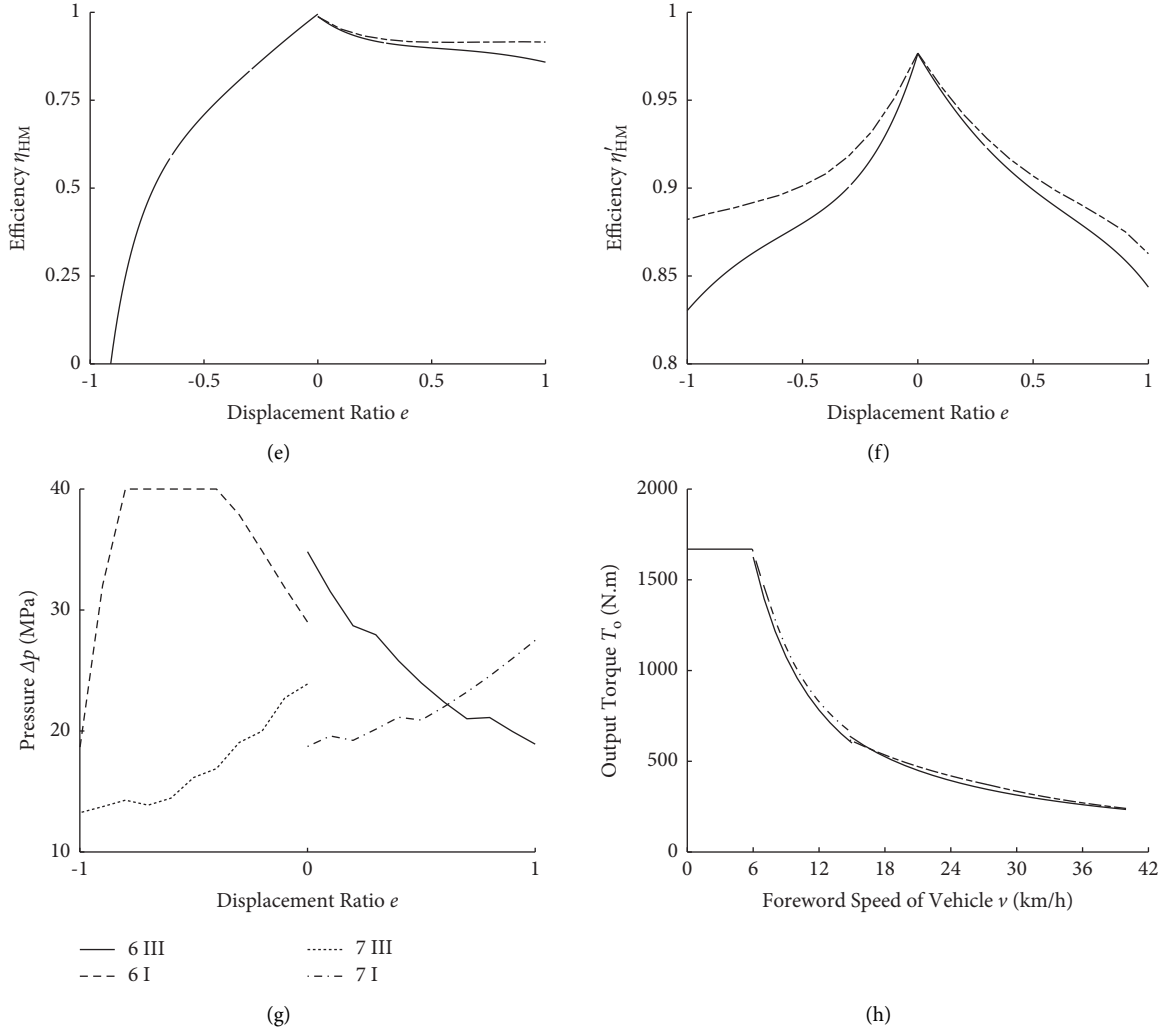 1
0.75
0.5
0.25
0
-1
-0.5
0
0.5
1
Efficiency ηHM
Displacement Ratio e
(e)
1
0.95
0.9
0.85
0.8
-1
-0.5
0
0.5
1
Efficiency η′HM
Displacement Ratio e
(f)
40
30
20
10
-1
0
1
Pressure Δp (MPa)
Displacement Ratio e
6 III
6 I
7 III
7 I
(g)
2000
1500
1000
500
0
0
6
12
18
24
30
36
42
Output Torque To (N.m)
Foreword Speed of Vehicle v (km/h)
(h)